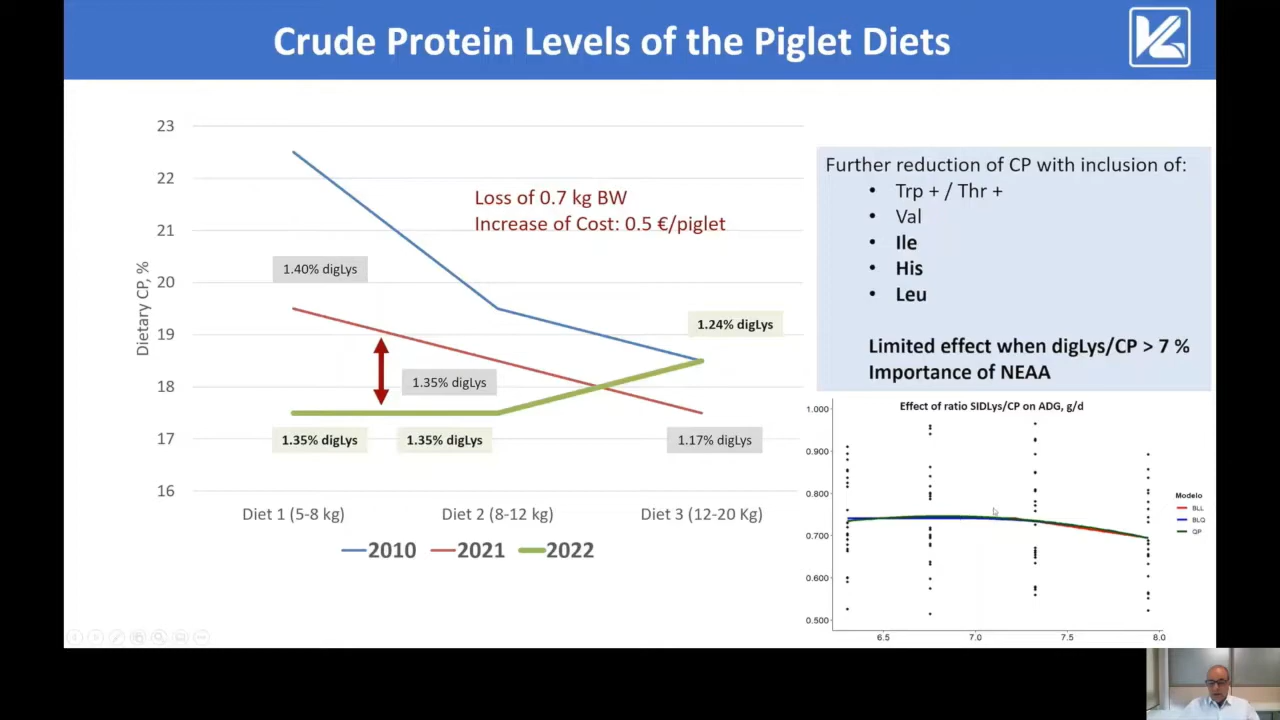 Crude Protein Levels of the Piglet Diets
23
22
21
20
19
18
17
16
Dietary CP, %
Loss of 0.7 kg BW
Increase of Cost: 0.5 €/piglet
1.40% digLys
1.24% digLys
1.35% digLys
1.35% digLys
1.35% digLys
1.17% digLys
Diet 1 (5-8 kg)
Diet 2 (8-12 kg)
Diet 3 (12-20 Kg)
2010
2021
2022
Further reduction of CP with inclusion of:
• Trp + / Thr +
• Val
• Ile
• His
• Leu
Limited effect when digLys/CP > 7 %
Importance of NEAA
Effect of ratio SIDLys/CP on ADG, g/d
1.000
0.900
0.800
0.700
0.600
0.500
6.5
7.0
7.5
8.0
Modelo
BLL
BLQ
QP